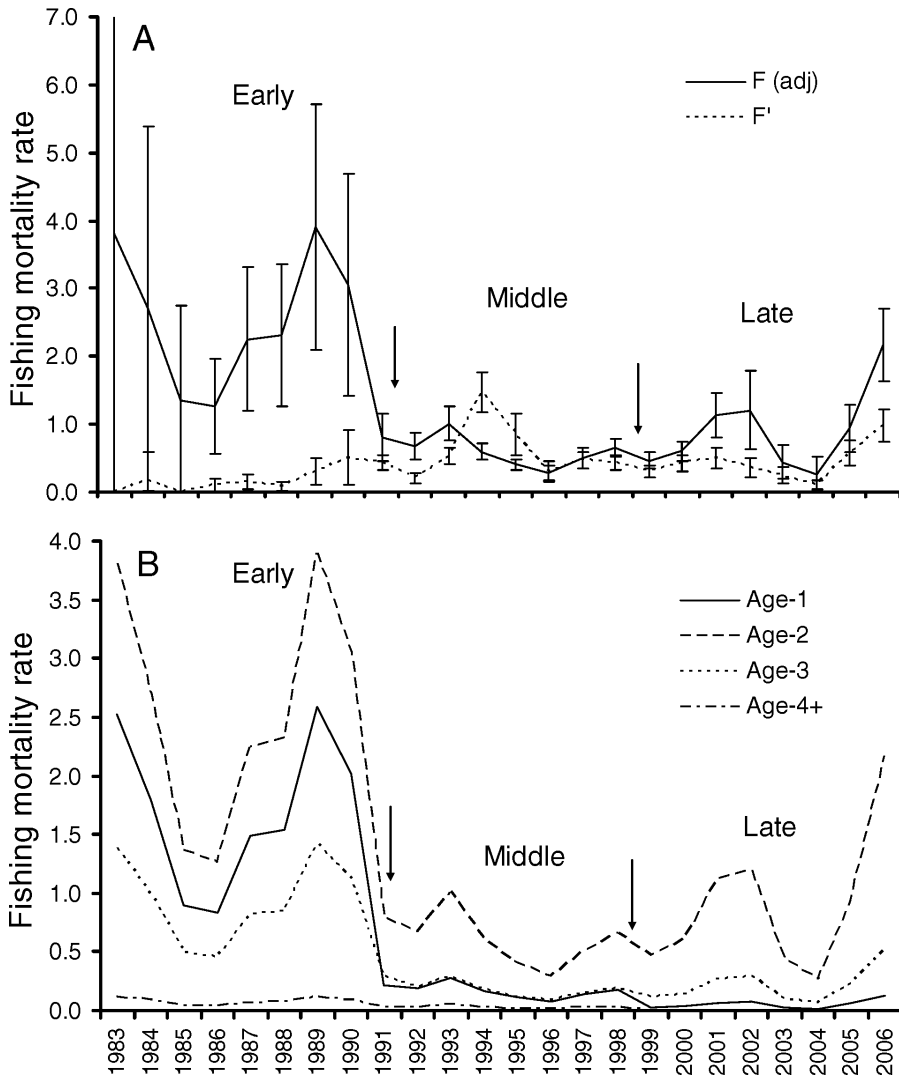 A
Fishing mortality rate
7.0
6.0
5.0
4.0
3.0
2.0
1.0
0.0
Early
Middle
Late
F (adj)
F'
B
Fishing mortality rate
4.0
3.5
3.0
2.5
2.0
1.5
1.0
0.5
0.0
Early
Middle
Late
Age-1
Age-2
Age-3
Age-4+
1983
1984
1985
1986
1987
1988
1989
1990
1991
1992
1993
1994
1995
1996
1997
1998
1999
2000
2001
2002
2003
2004
2005
2006